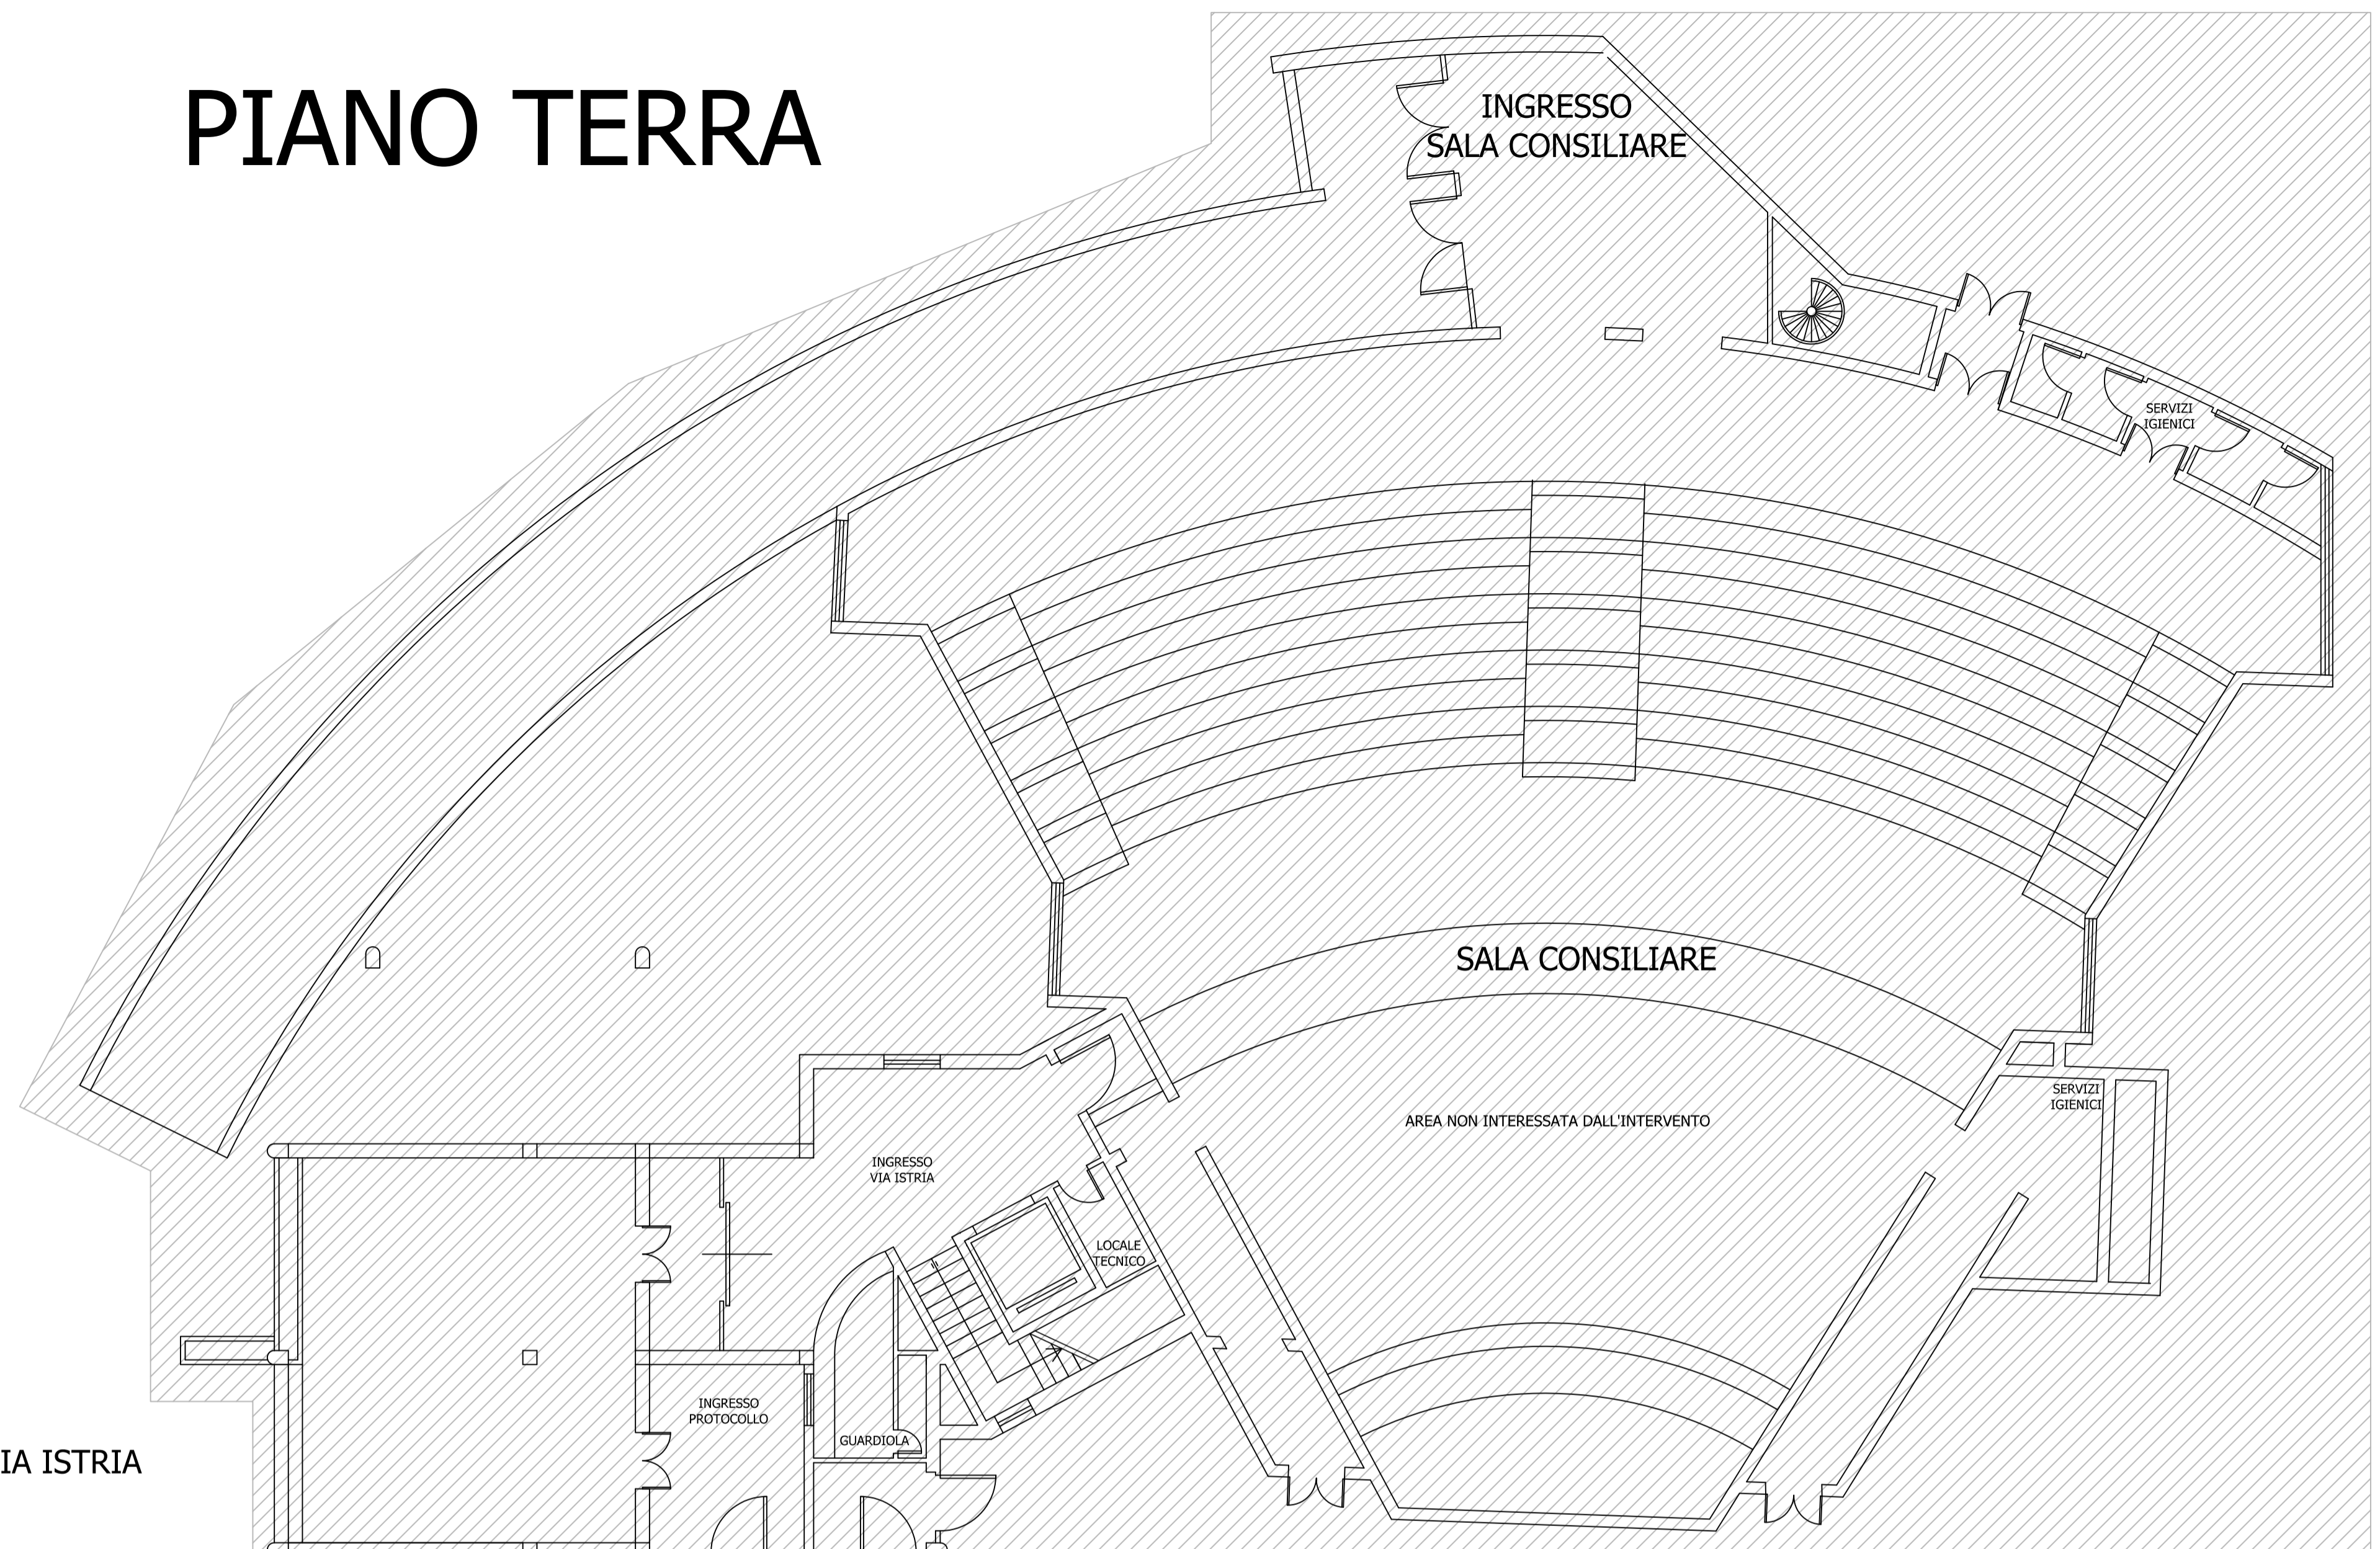 PIANO TERRA
INGRESSO
SALA CONSILIARE
SERVIZI
IGIENICI
SALA CONSILIARE
SERVIZI
IGIENICI
AREA NON INTERESSATA DALL'INTERVENTO
INGRESSO
VIA ISTRIA
LOCALE
TECNICO
INGRESSO
PROTOCOLLO
GUARDIOLA
IA ISTRIA